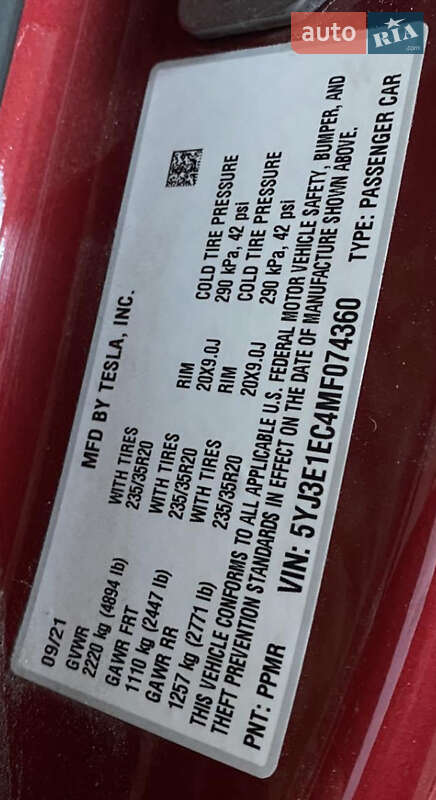 auto RIA
.com
MFD BY TESLA, INC.
09/21
GVWR
2220 kg (4894 lb)
GAWR FRT WITH TIRES RIM COLD TIRE PRESSURE
1110 kg (2447 lb) 235/35R20 20X9.0J 290 kPa, 42 psi
GAWR RR WITH TIRES RIM COLD TIRE PRESSURE
1257 kg (2771 lb) 235/35R20 20X9.0J 290 kPa, 42 psi
THIS VEHICLE CONFORMS TO ALL APPLICABLE U.S. FEDERAL MOTOR VEHICLE SAFETY, BUMPER, AND
THEFT PREVENTION STANDARDS IN EFFECT ON THE DATE OF MANUFACTURE SHOWN ABOVE.
PNT: PPMR VIN: 5YJ3E1EC4MF074360 TYPE: PASSENGER CAR